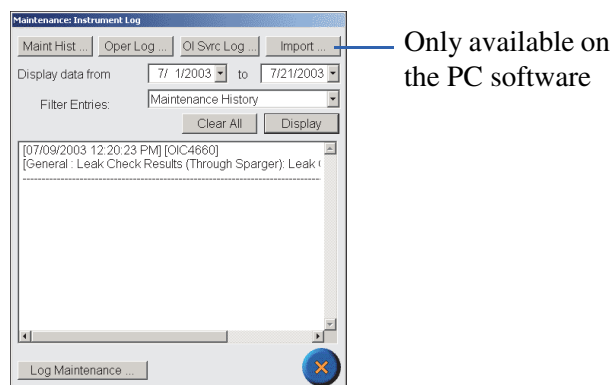 Maintenance: Instrument Log
Maint Hist ... Oper Log ... OI Svrc Log ... Import ...
Only available on
the PC software
Display data from 7/ 1/2003 to 7/21/2003
Filter Entries: Maintenance History
Clear All Display
[07/09/2003 12:20:23 PM] [OIC4660]
[General : Leak Check Results (Through Sparger): Leak
--------------------------------------------------------------------------------
Log Maintenance ...